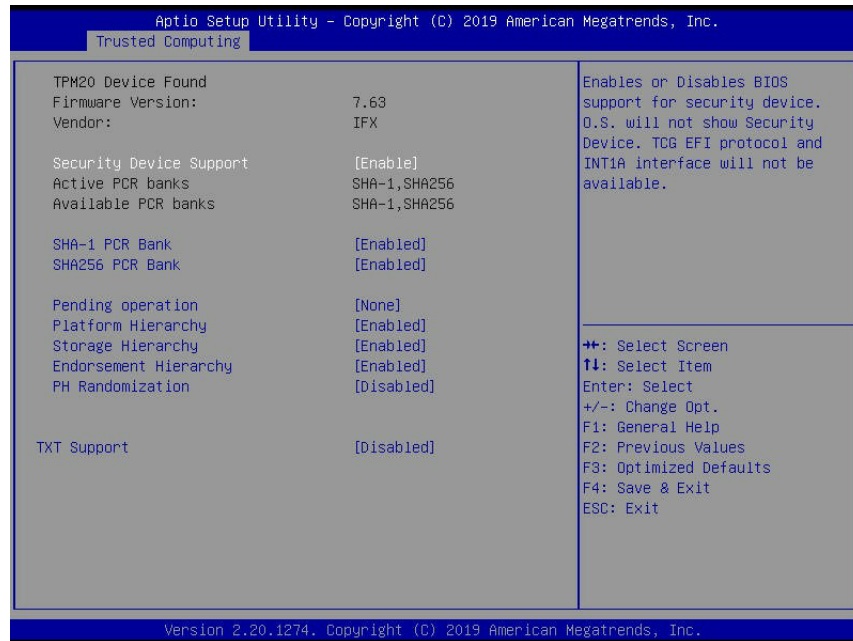 Aptio Setup Utility – Copyright (C) 2019 American Megatrends, Inc.
Trusted Computing
TPM20 Device Found
Firmware Version: 7.63
Vendor: IFX
Security Device Support [Enable]
Active PCR banks SHA-1,SHA256
Available PCR banks SHA-1,SHA256
SHA-1 PCR Bank [Enabled]
SHA256 PCR Bank [Enabled]
Pending operation [None]
Platform Hierarchy [Enabled]
Storage Hierarchy [Enabled]
Endorsement Hierarchy [Enabled]
PH Randomization [Disabled]
TXT Support [Disabled]
Enables or Disables BIOS
support for security device.
O.S. will not show Security
Device. TCG EFI protocol and
INT1A interface will not be
available.
→←: Select Screen
↑↓: Select Item
Enter: Select
+/-: Change Opt.
F1: General Help
F2: Previous Values
F3: Optimized Defaults
F4: Save & Exit
ESC: Exit
Version 2.20.1274. Copyright (C) 2019 American Megatrends, Inc.